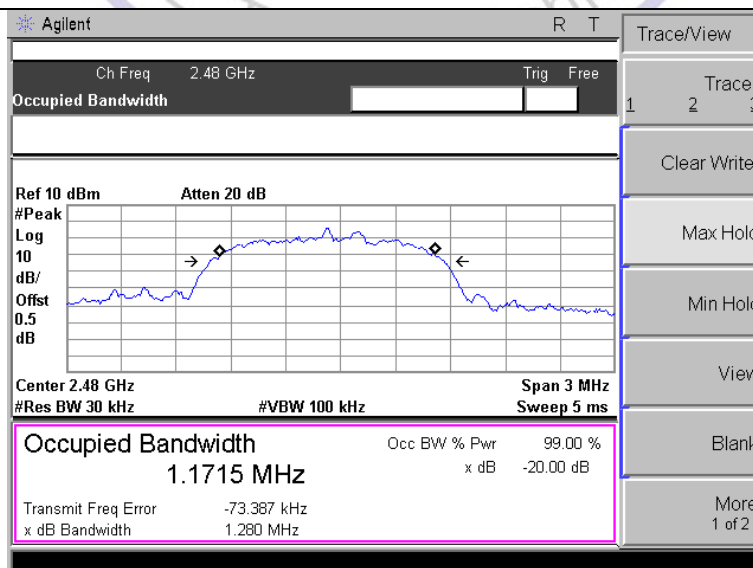 Agilent R T
Ch Freq 2.48 GHz Trig Free
Occupied Bandwidth
Ref 10 dBm Atten 20 dB
#Peak
Log
10
dB/
Offst
0.5
dB
Center 2.48 GHz Span 3 MHz
#Res BW 30 kHz #VBW 100 kHz Sweep 5 ms
Occupied Bandwidth Occ BW % Pwr 99.00 %
1.1715 MHz x dB -20.00 dB
Transmit Freq Error -73.387 kHz
x dB Bandwidth 1.280 MHz
Trace/View
Trace
1 2
Clear Write
Max Hold
Min Hold
View
Blank
More
1 of 2